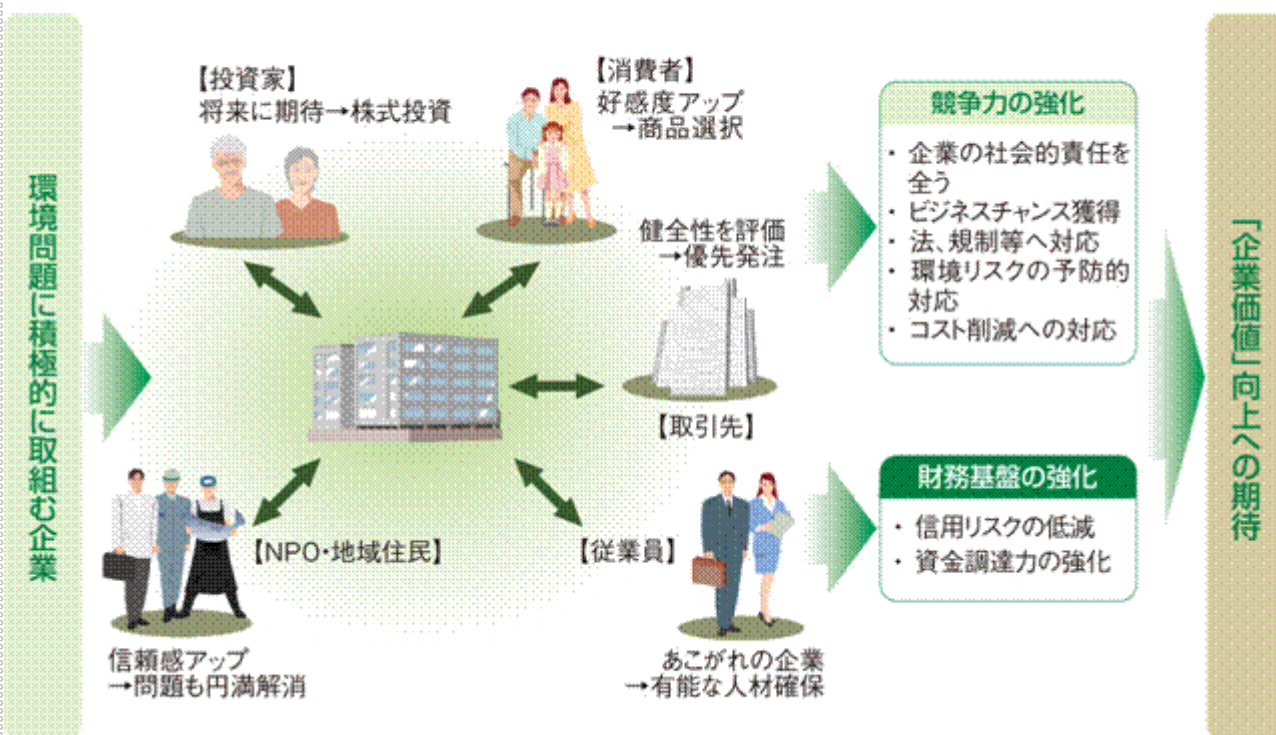 環境問題に積極的に取組む企業
【投資家】
将来に期待→株式投資
【消費者】
好感度アップ
→商品選択
健全性を評価
→優先発注
【取引先】
【NPO・地域住民】
信頼感アップ
→問題も円満解消
【従業員】
あこがれの企業
→有能な人材確保
競争力の強化
・企業の社会的責任を
全う
・ビジネスチャンス獲得
・法、規制等へ対応
・環境リスクの予防的
対応
・コスト削減への対応
財務基盤の強化
・信用リスクの低減
・資金調達力の強化
「企業価値」向上への期待